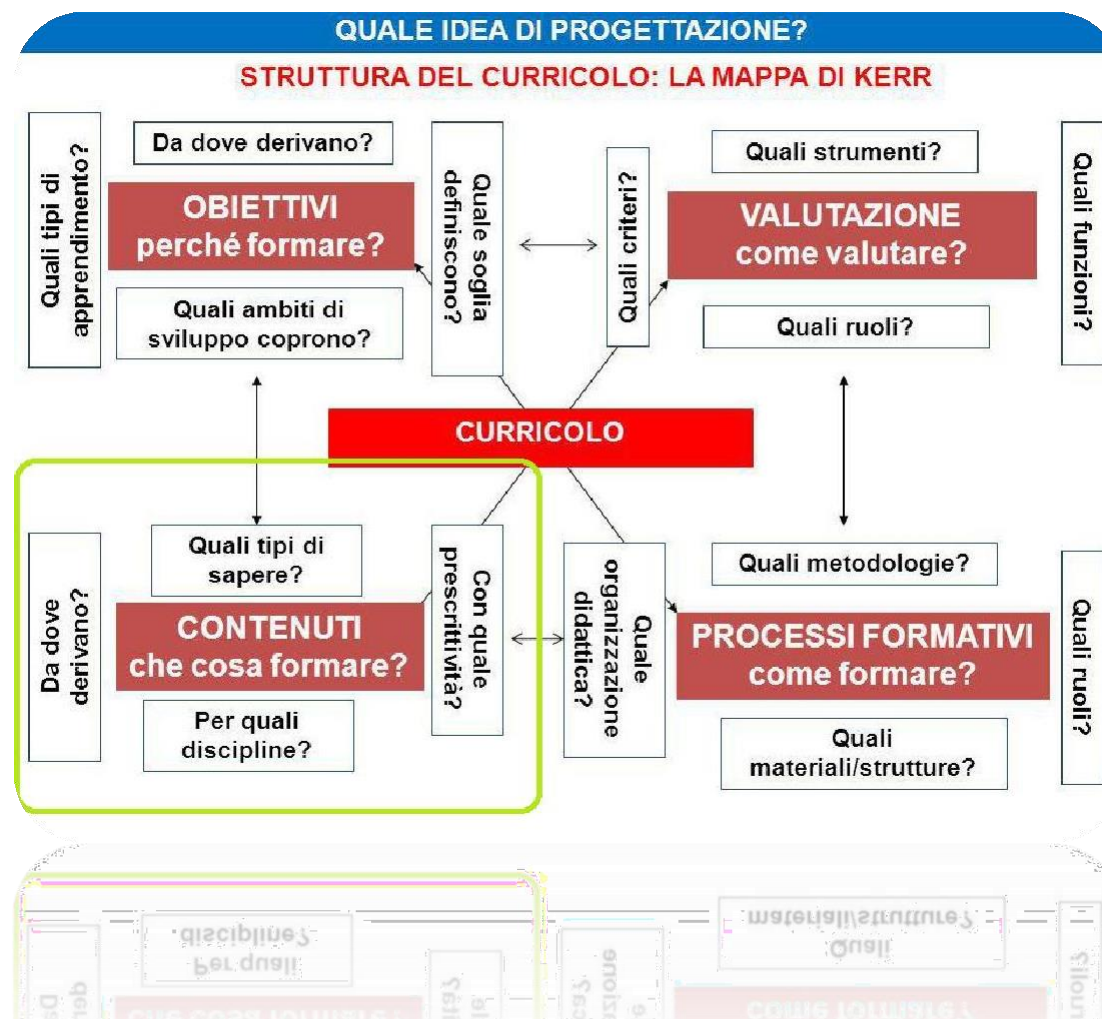 QUALE IDEA DI PROGETTAZIONE?
STRUTTURA DEL CURRICOLO: LA MAPPA DI KERR
Quali tipi di
apprendimento?
Da dove derivano?
OBIETTIVI
perché formare?
Quali ambiti di
sviluppo coprono?
Quale soglia
definiscono?
Quali criteri?
Quali strumenti?
VALUTAZIONE
come valutare?
Quali ruoli?
Quali funzioni?
CURRICOLO
Da dove
derivano?
Quali tipi di
sapere?
CONTENUTI
che cosa formare?
Per quali
discipline?
Con quale
prescrittività?
Quale
organizzazione
didattica?
Quali metodologie?
PROCESSI FORMATIVI
come formare?
Quali
materiali/strutture?
Quali ruoli?